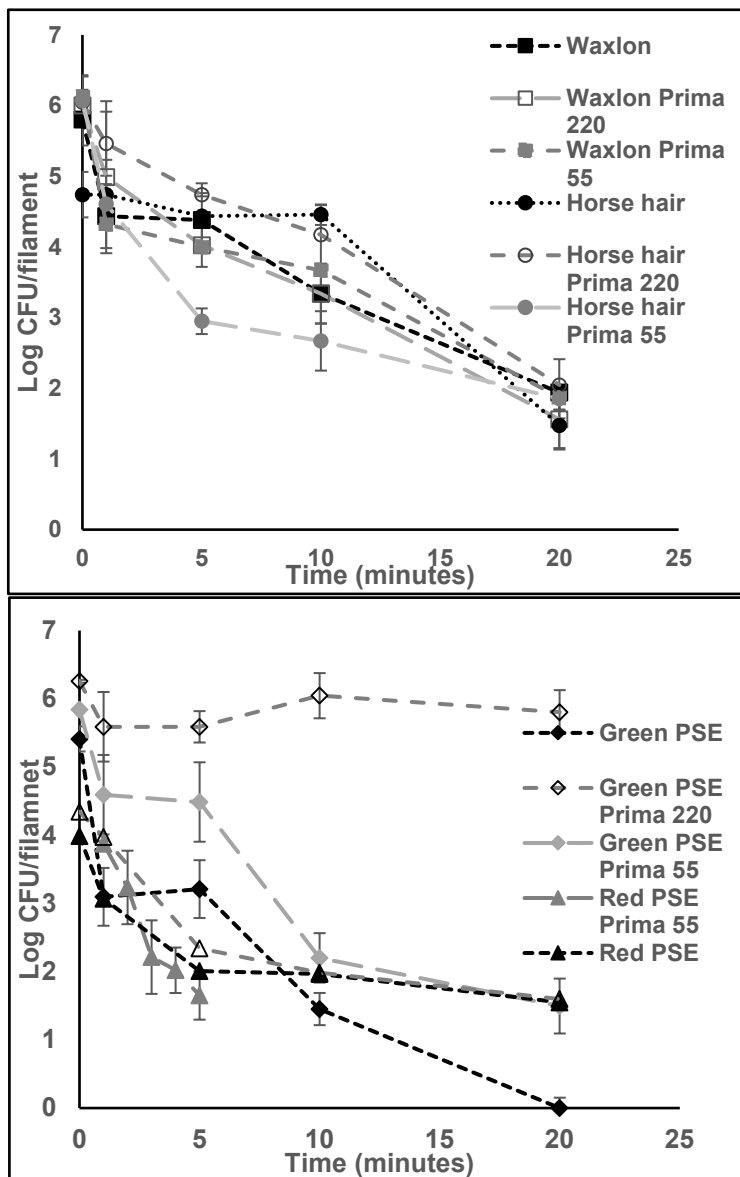 7
6
5
4
3
2
1
0
Log CFU/filament
0
5
10
15
20
25
Time (minutes)
Waxlon
Waxlon Prima
220
Waxlon Prima
55
Horse hair
Horse hair
Prima 220
Horse hair
Prima 55
7
6
5
4
3
2
1
0
Log CFU/filamnet
0
5
10
15
20
25
Time (minutes)
Green PSE
Green PSE
Prima 220
Green PSE
Prima 55
Red PSE
Prima 55
Red PSE